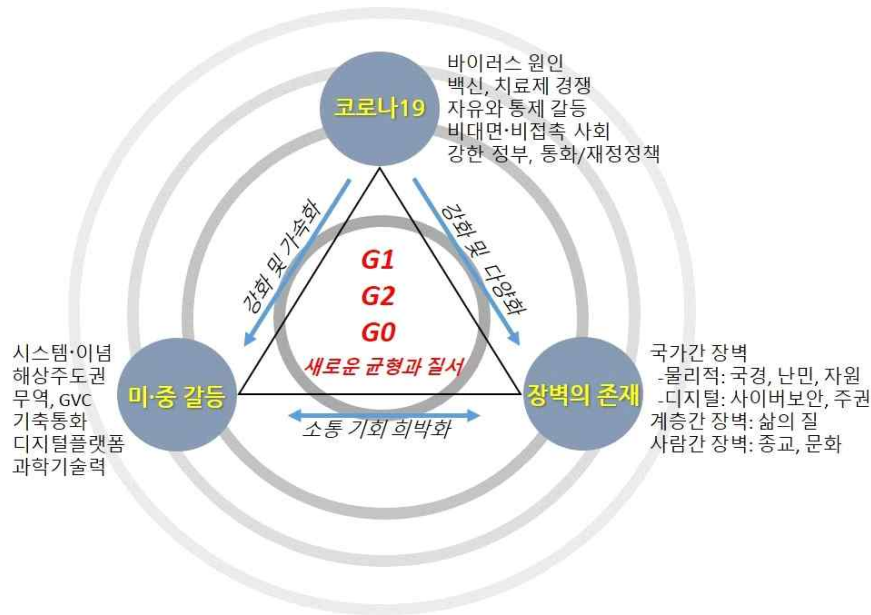 코로나19
바이러스 원인
백신, 치료제 경쟁
자유와 통제 갈등
비대면·비접촉 사회
강한 정부, 통화/재정정책
강화 및 가속화
강화 및 다양화
G1
G2
G0
새로운 균형과 질서
시스템·이념
해상주도권
무역, GVC
기축통화
디지털플랫폼
과학기술력
미·중 갈등
장벽의 존재
국가간 장벽
-물리적: 국경, 난민, 자원
-디지털: 사이버보안, 주권
계층간 장벽: 삶의 질
사람간 장벽: 종교, 문화
소통 기회 희박화